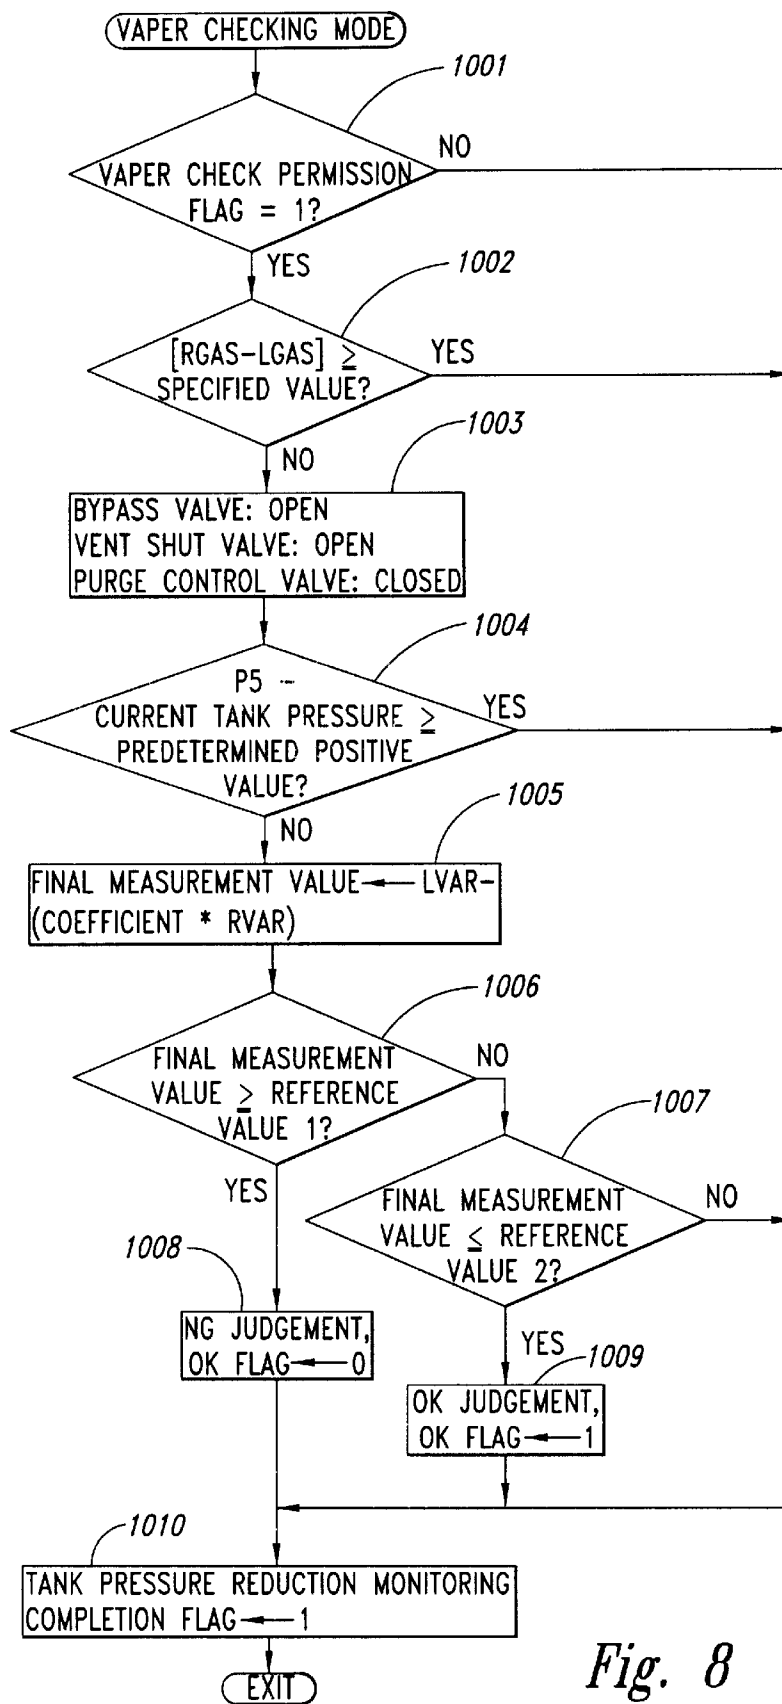 VAPER CHECKING MODE
1001
VAPER CHECK PERMISSION
FLAG = 1?
NO
YES
1002
[RGAS-LGAS] ≥
SPECIFIED VALUE?
YES
NO
1003
BYPASS VALVE: OPEN
VENT SHUT VALVE: OPEN
PURGE CONTROL VALVE: CLOSED
1004
P5 -
CURRENT TANK PRESSURE ≥
PREDETERMINED POSITIVE
VALUE?
YES
NO
1005
FINAL MEASUREMENT VALUE ← LVAR-
(COEFFICIENT * RVAR)
1006
FINAL MEASUREMENT
VALUE ≥ REFERENCE
VALUE 1?
NO
YES
1007
FINAL MEASUREMENT
VALUE ≤ REFERENCE
VALUE 2?
NO
YES
1008
NG JUDGEMENT,
OK FLAG ← 0
1009
OK JUDGEMENT,
OK FLAG ← 1
1010
TANK PRESSURE REDUCTION MONITORING
COMPLETION FLAG ← 1
EXIT
Fig. 8